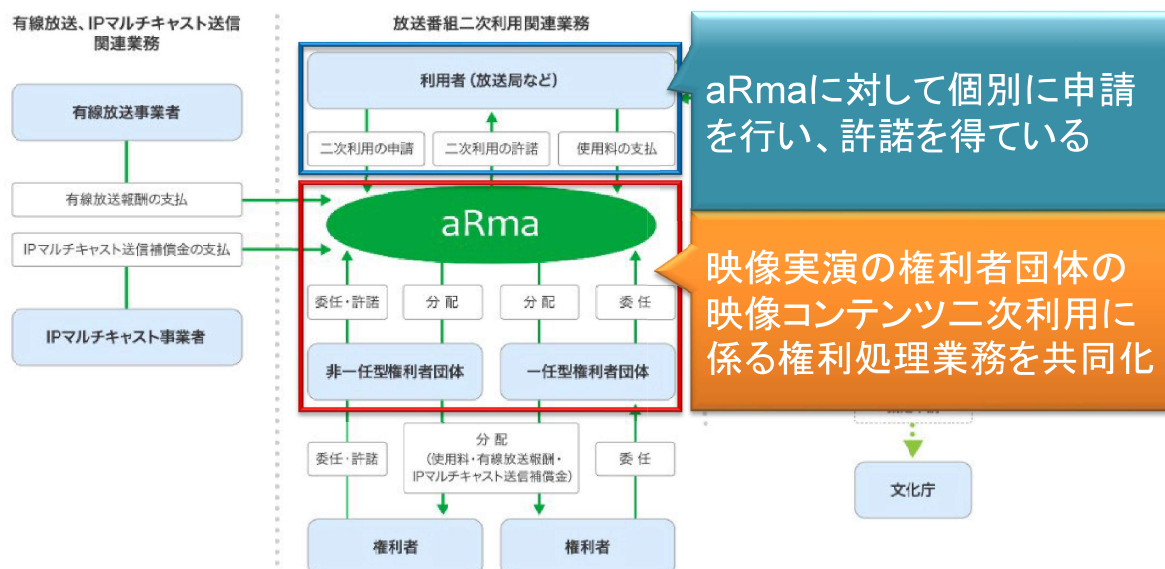 有線放送、IPマルチキャスト送信
関連業務
放送番組二次利用関連業務
利用者（放送局など）
aRmaに対して個別に申請
を行い、許諾を得ている
有線放送事業者
二次利用の申請
二次利用の許諾
使用料の支払
有線放送報酬の支払
aRma
IPマルチキャスト送信補償金の支払
映像実演の権利者団体の
映像コンテンツ二次利用に
係る権利処理業務を共同化
委任・許諾
分配
分配
委任
IPマルチキャスト事業者
非一任型権利者団体
一任型権利者団体
分配
（使用料・有線放送報酬・
IPマルチキャスト送信補償金）
委任・許諾
委任
文化庁
権利者
権利者